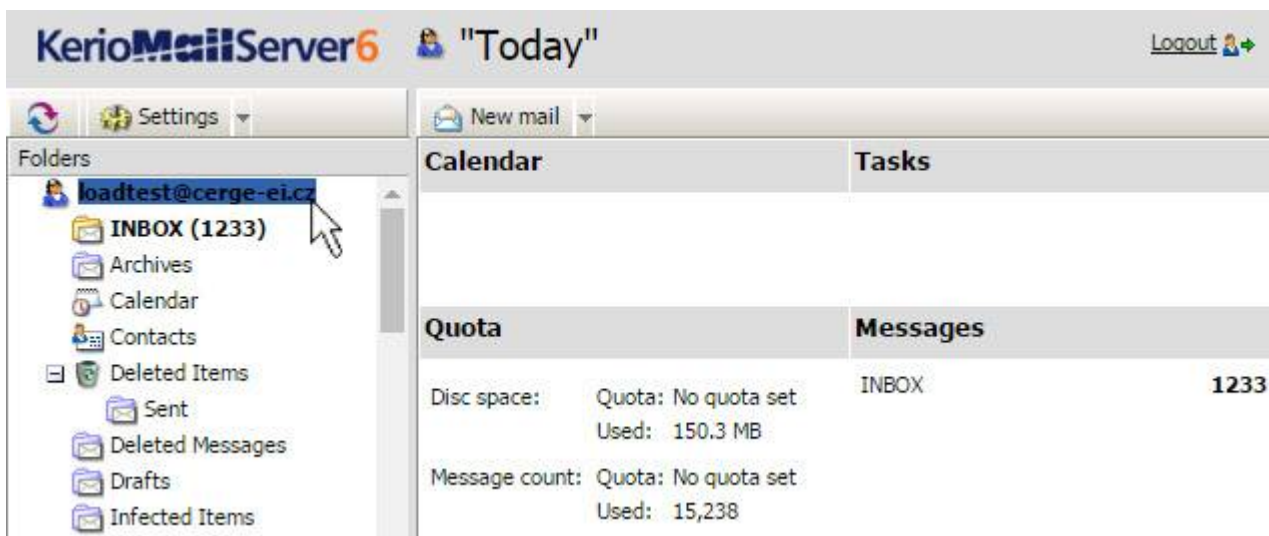 KerioMailServer6 "Today" Logout
Settings New mail
Folders
loadtest@cerge-ei.cz
INBOX (1233)
Archives
Calendar
Contacts
Deleted Items
Sent
Deleted Messages
Drafts
Infected Items
Calendar Tasks
Quota Messages
Disc space: Quota: No quota set
Used: 150.3 MB
Message count: Quota: No quota set
Used: 15,238
INBOX 1233